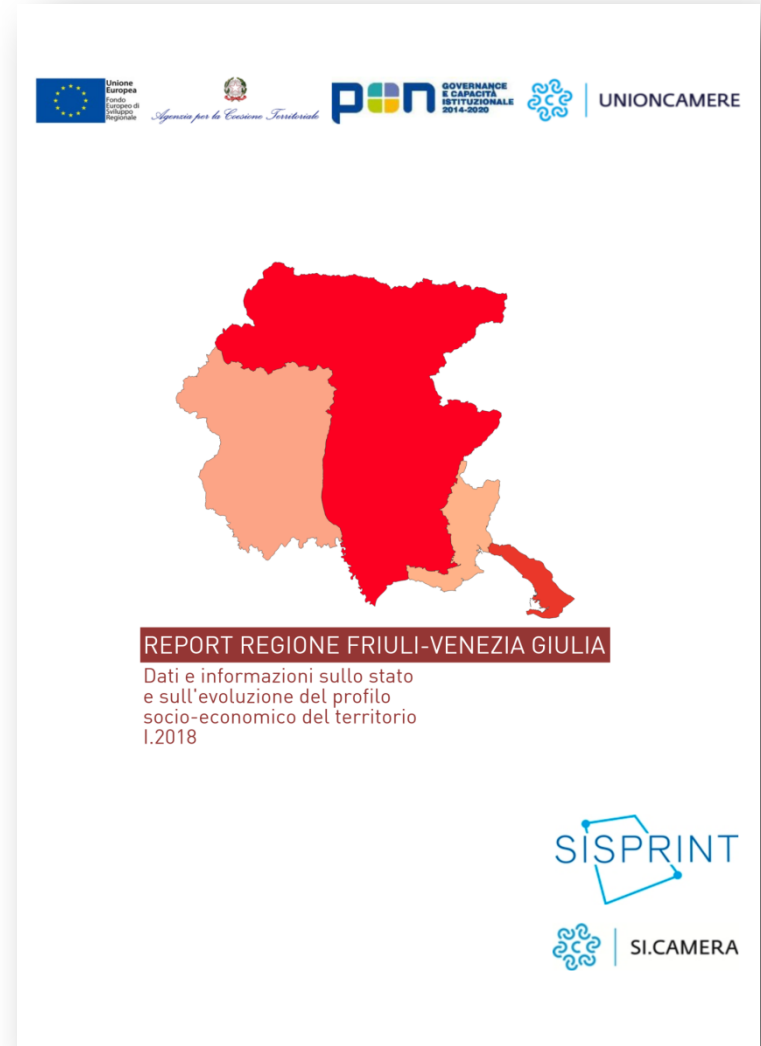 Unione
Europea
Fondo
Europeo di
Sviluppo
Regionale
Agenzia per la Coesione Territoriale
pon
GOVERNANCE
E CAPACITÀ
ISTITUZIONALE
2014-2020
UNIONCAMERE
REPORT REGIONE FRIULI-VENEZIA GIULIA
Dati e informazioni sullo stato
e sull'evoluzione del profilo
socio-economico del territorio
I.2018
SISPRINT
SI.CAMERA